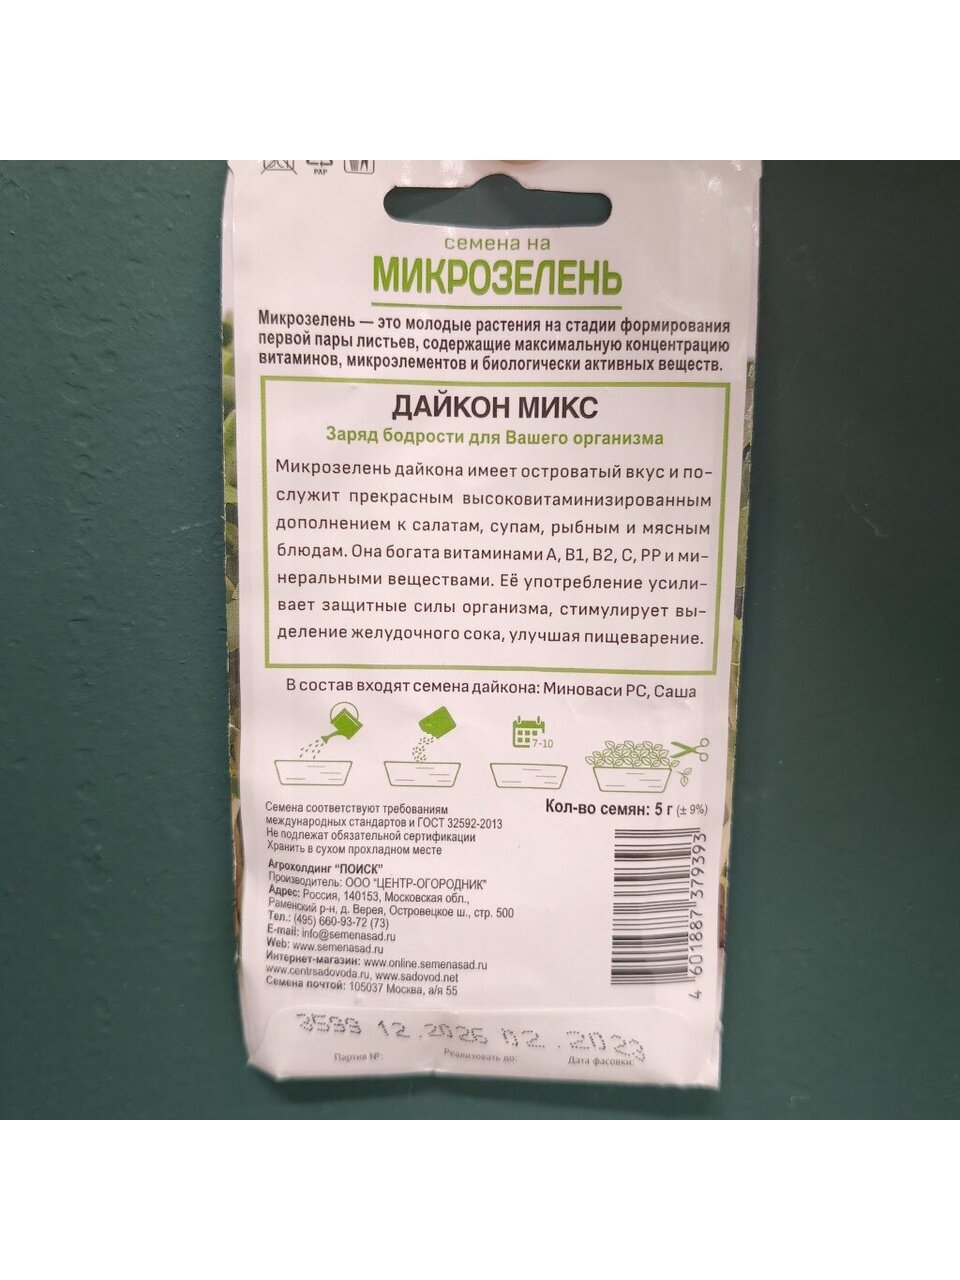 PAP
семена на
МИКРОЗЕЛЕНЬ
Микрозелень — это молодые растения на стадии формирования
первой пары листьев, содержащие максимальную концентрацию
витаминов, микроэлементов и биологически активных веществ.
ДАЙКОН МИКС
Заряд бодрости для Вашего организма
Микрозелень дайкона имеет островатый вкус и по-
служит прекрасным высоковитаминизированным
дополнением к салатам, супам, рыбным и мясным
блюдам. Она богата витаминами А, В1, В2, С, РР и ми-
неральными веществами. Её употребление усили-
вает защитные силы организма, стимулирует вы-
деление желудочного сока, улучшая пищеварение.
В состав входят семена дайкона: Миноваси РС, Саша
7-10
Кол-во семян: 5 г (± 9%)
Семена соответствуют требованиям
международных стандартов и ГОСТ 32592-2013
Не подлежат обязательной сертификации
Хранить в сухом прохладном месте
Агрохолдинг "ПОИСК"
Производитель: ООО "ЦЕНТР-ОГОРОДНИК"
Адрес: Россия, 140153, Московская обл.,
Раменский р-н, д. Верея, Островецкое ш., стр. 500
Тел.: (495) 660-93-72 (73)
E-mail: info@semenasad.ru
Web: www.semenasad.ru
Интернет-магазин: www.online.semenasad.ru
www.centrsadovoda.ru, www.sadovod.net
Семена почтой: 105037 Москва, а/я 55
4 601887 379393
3599 12.2026 02.2023
Партия №: Реализовать до: Дата фасовки: